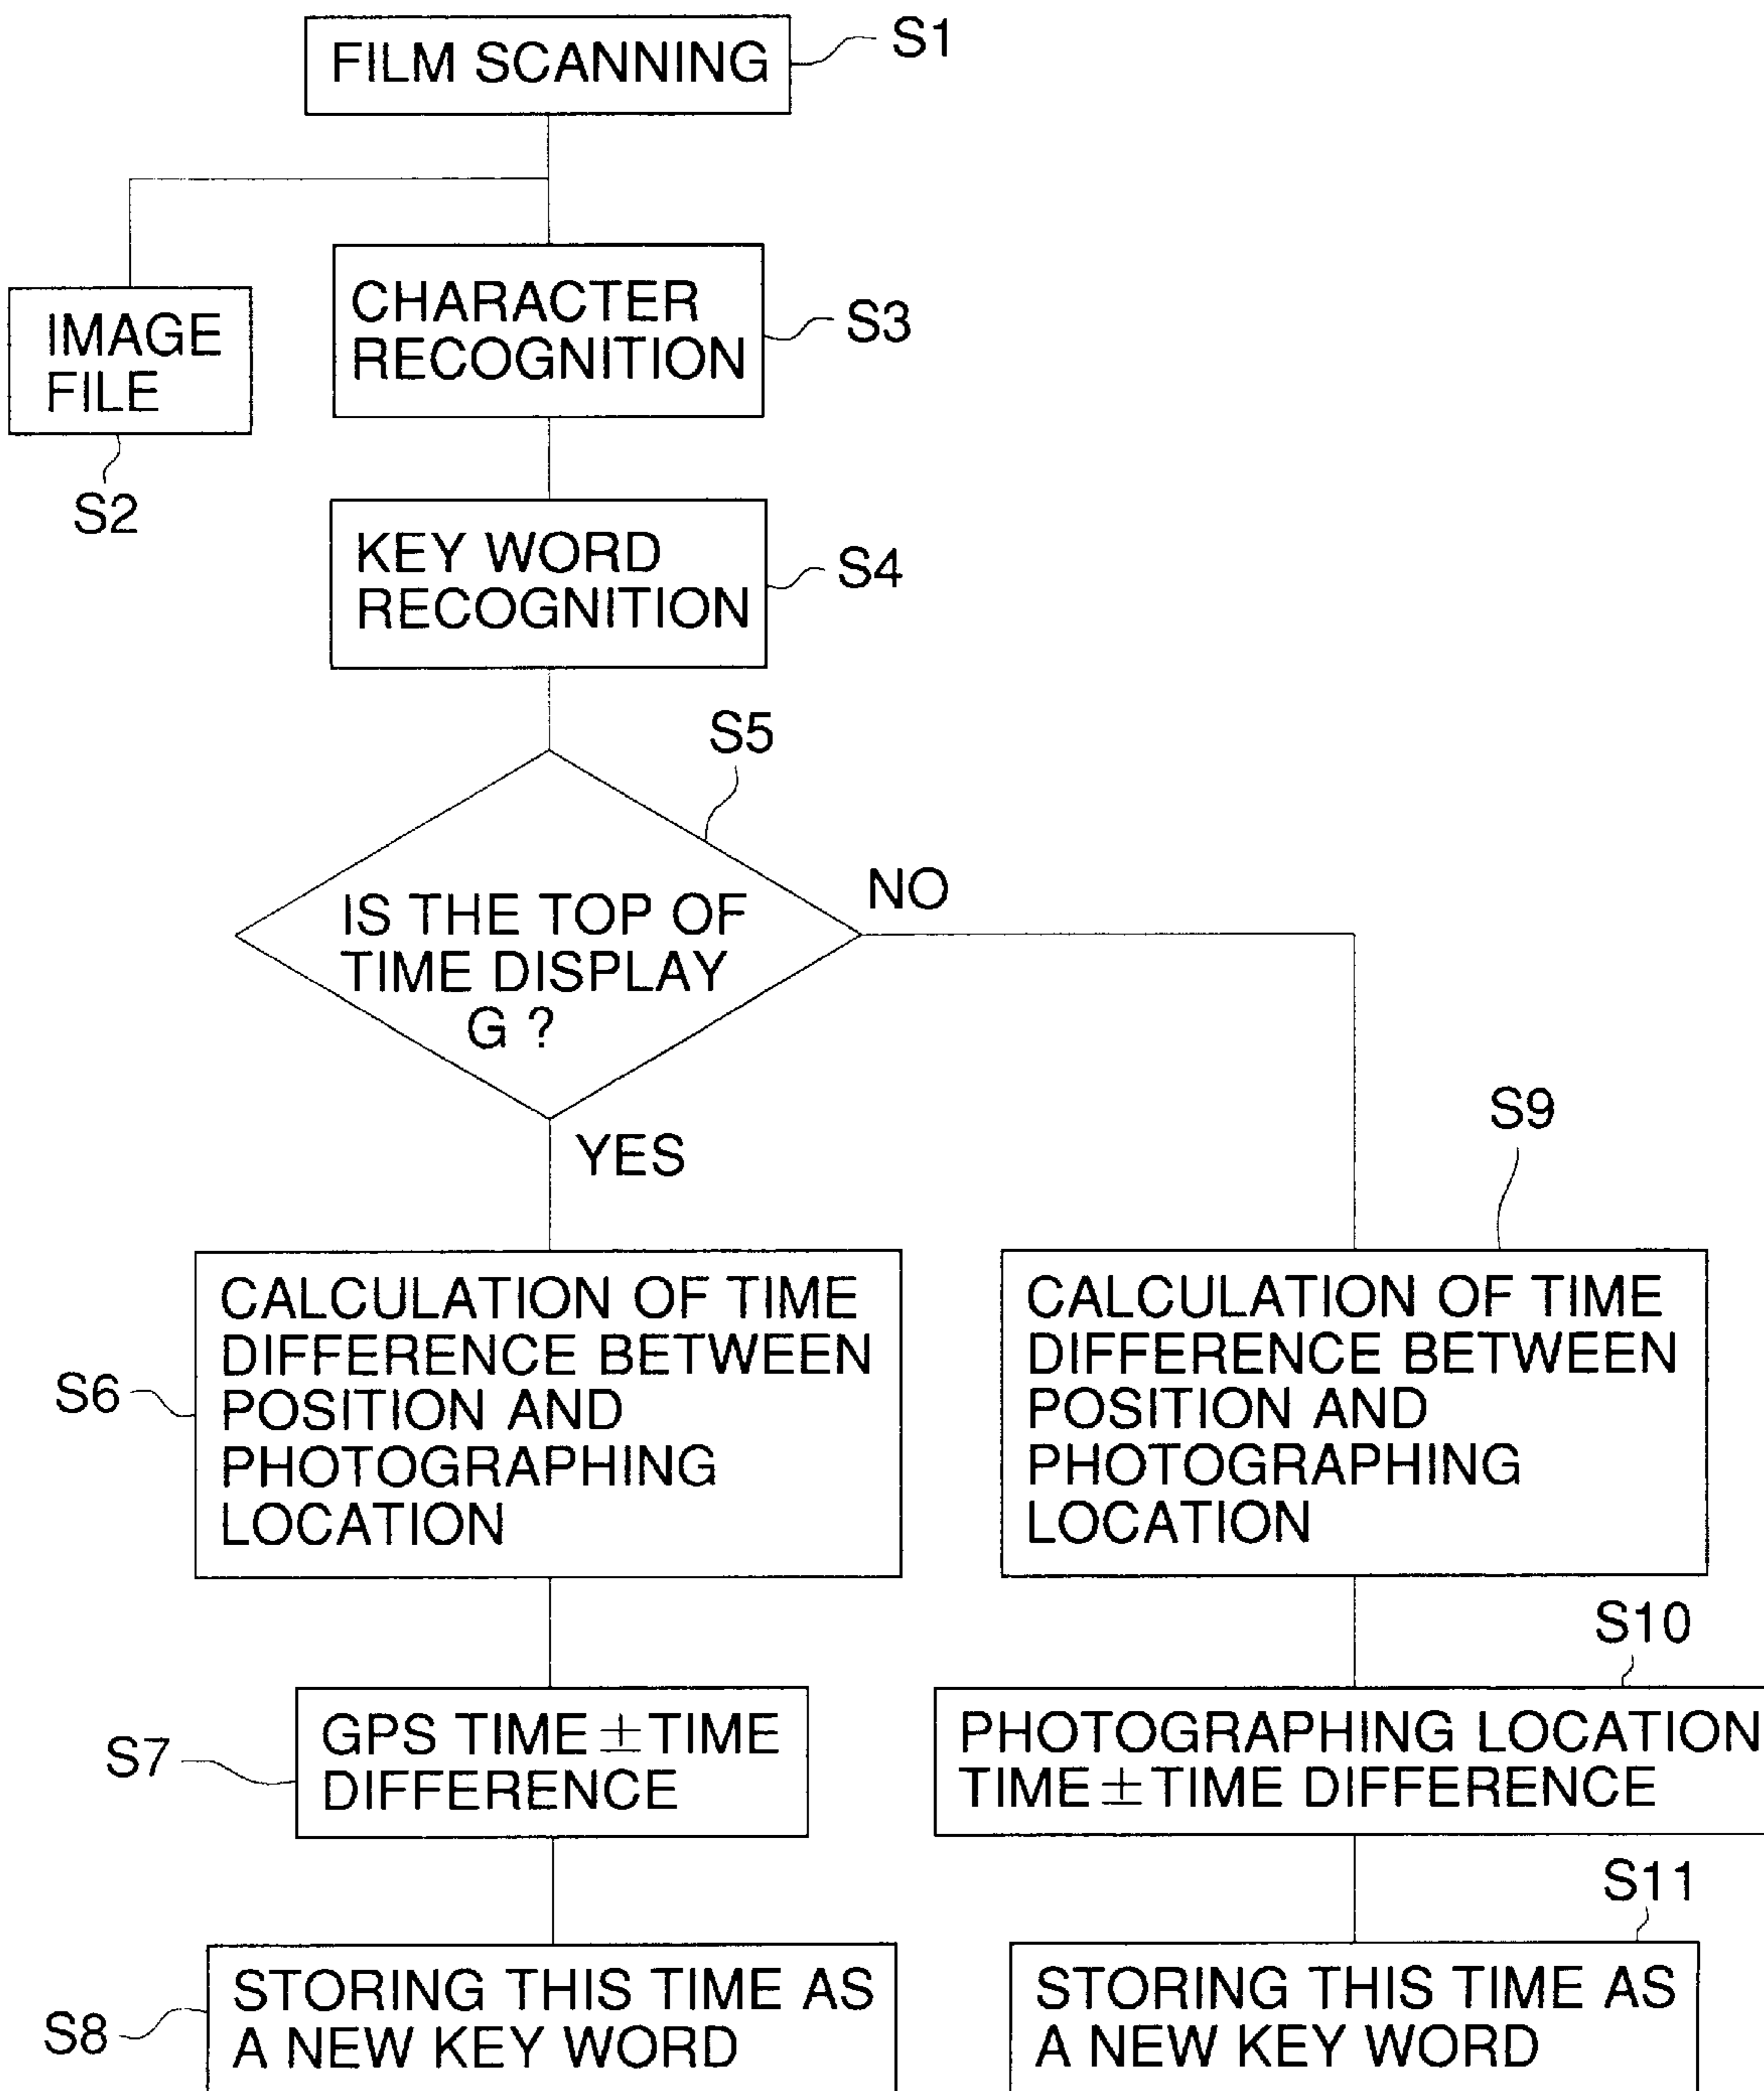 FILM SCANNING
S1
IMAGE
FILE
S2
CHARACTER
RECOGNITION
S3
KEY WORD
RECOGNITION
S4
S5
IS THE TOP OF
TIME DISPLAY
G ?
NO
YES
S6
CALCULATION OF TIME
DIFFERENCE BETWEEN
POSITION AND
PHOTOGRAPHING
LOCATION
S9
CALCULATION OF TIME
DIFFERENCE BETWEEN
POSITION AND
PHOTOGRAPHING
LOCATION
S7
GPS TIME ± TIME
DIFFERENCE
S10
PHOTOGRAPHING LOCATION
TIME ± TIME DIFFERENCE
S8
STORING THIS TIME AS
A NEW KEY WORD
S11
STORING THIS TIME AS
A NEW KEY WORD